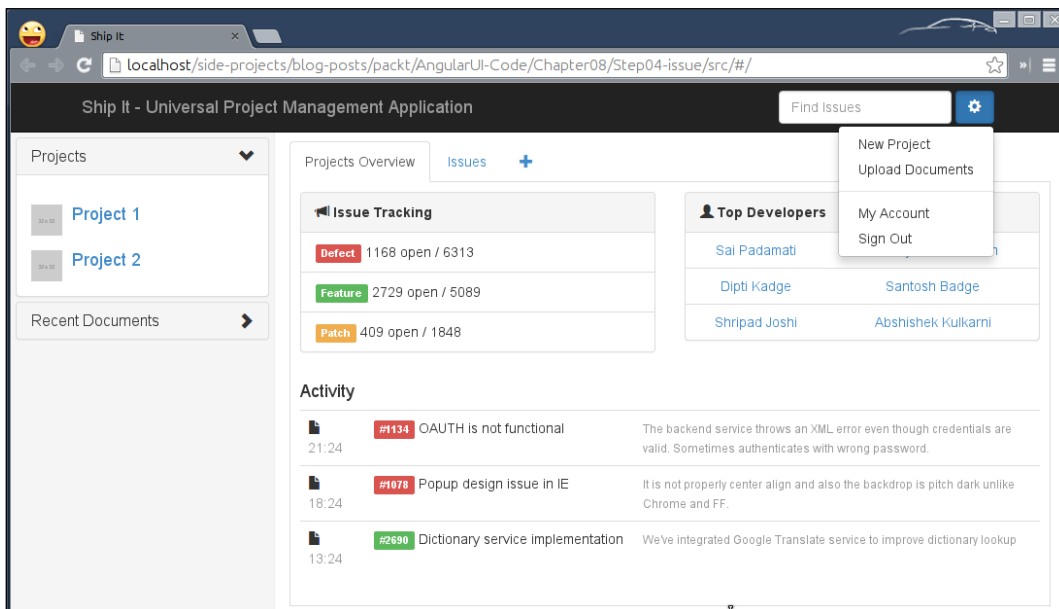 Ship It
localhost/side-projects/blog-posts/packt/AngularUI-Code/Chapter08/Step04-issue/src/#/
Ship It - Universal Project Management Application
Find Issues
New Project
Upload Documents
My Account
Sign Out
Projects
Project 1
Project 2
Recent Documents
Projects Overview
Issues
Issue Tracking
Defect 1168 open / 6313
Feature 2729 open / 5089
Patch 409 open / 1848
Top Developers
Sai Padamati
Dipti Kadge Santosh Badge
Shripad Joshi Abshishek Kulkarni
Activity
21:24
#1134 OAUTH is not functional
The backend service throws an XML error even though credentials are
valid. Sometimes authenticates with wrong password.
18:24
#1078 Popup design issue in IE
It is not properly center align and also the backdrop is pitch dark unlike
Chrome and FF.
13:24
#2690 Dictionary service implementation
We've integrated Google Translate service to improve dictionary lookup